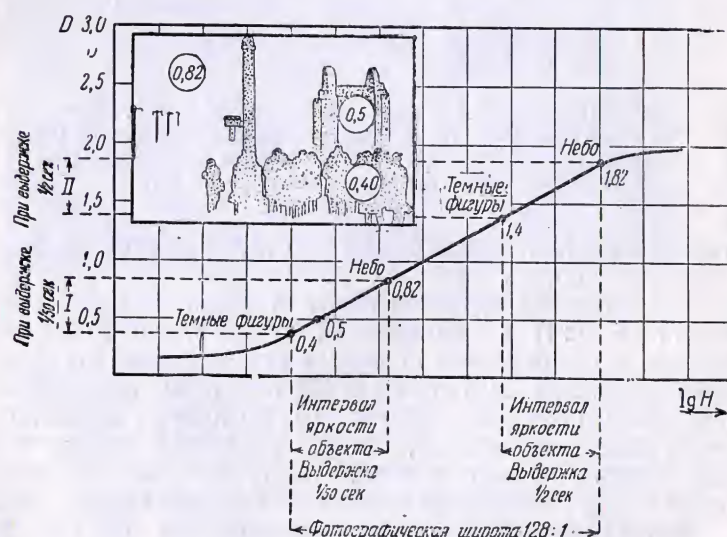 D 3,0
2,5
2,0
1,5
1,0
0,5
При выдержке
1/2 сек
II
При выдержке
1/30 сек
I
0,82
0,5
0,40
Небо
1,82
Темные
фигуры
1,4
Небо
0,82
Темные фигуры
0,5
0,4
lg H
Интервал
яркости
объекта
Выдержка
1/30 сек
Интервал
яркости
объекта
Выдержка
1/2 сек
Фотографическая широта 128:1